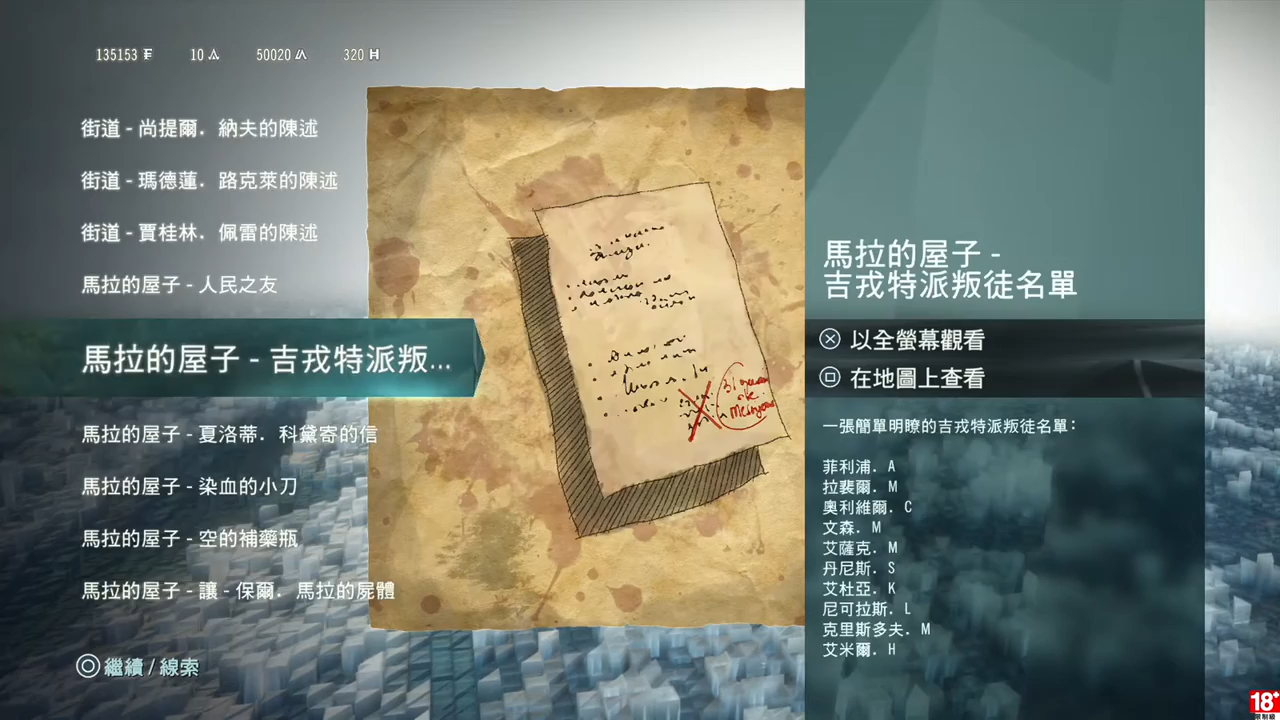 135153
10
50020
320
街道 - 尚提爾．納夫的陳述
街道 - 瑪德蓮．路克萊的陳述
街道 - 賈桂林．佩雷的陳述
馬拉的屋子 - 人民之友
馬拉的屋子 - 吉戎特派叛...
馬拉的屋子 - 夏洛蒂．科黛寄的信
馬拉的屋子 - 染血的小刀
馬拉的屋子 - 空的補藥瓶
馬拉的屋子 - 讓 - 保爾．馬拉的屍體
繼續 / 線索
馬拉的屋子 -
吉戎特派叛徒名單
以全螢幕觀看
在地圖上查看
一張簡單明瞭的吉戎特派叛徒名單：
菲利浦．A
拉裴爾．M
奧利維爾．C
文森．M
艾薩克．M
丹尼斯．S
艾杜亞．K
尼可拉斯．L
克里斯多夫．M
艾米爾．H
18+
限制級